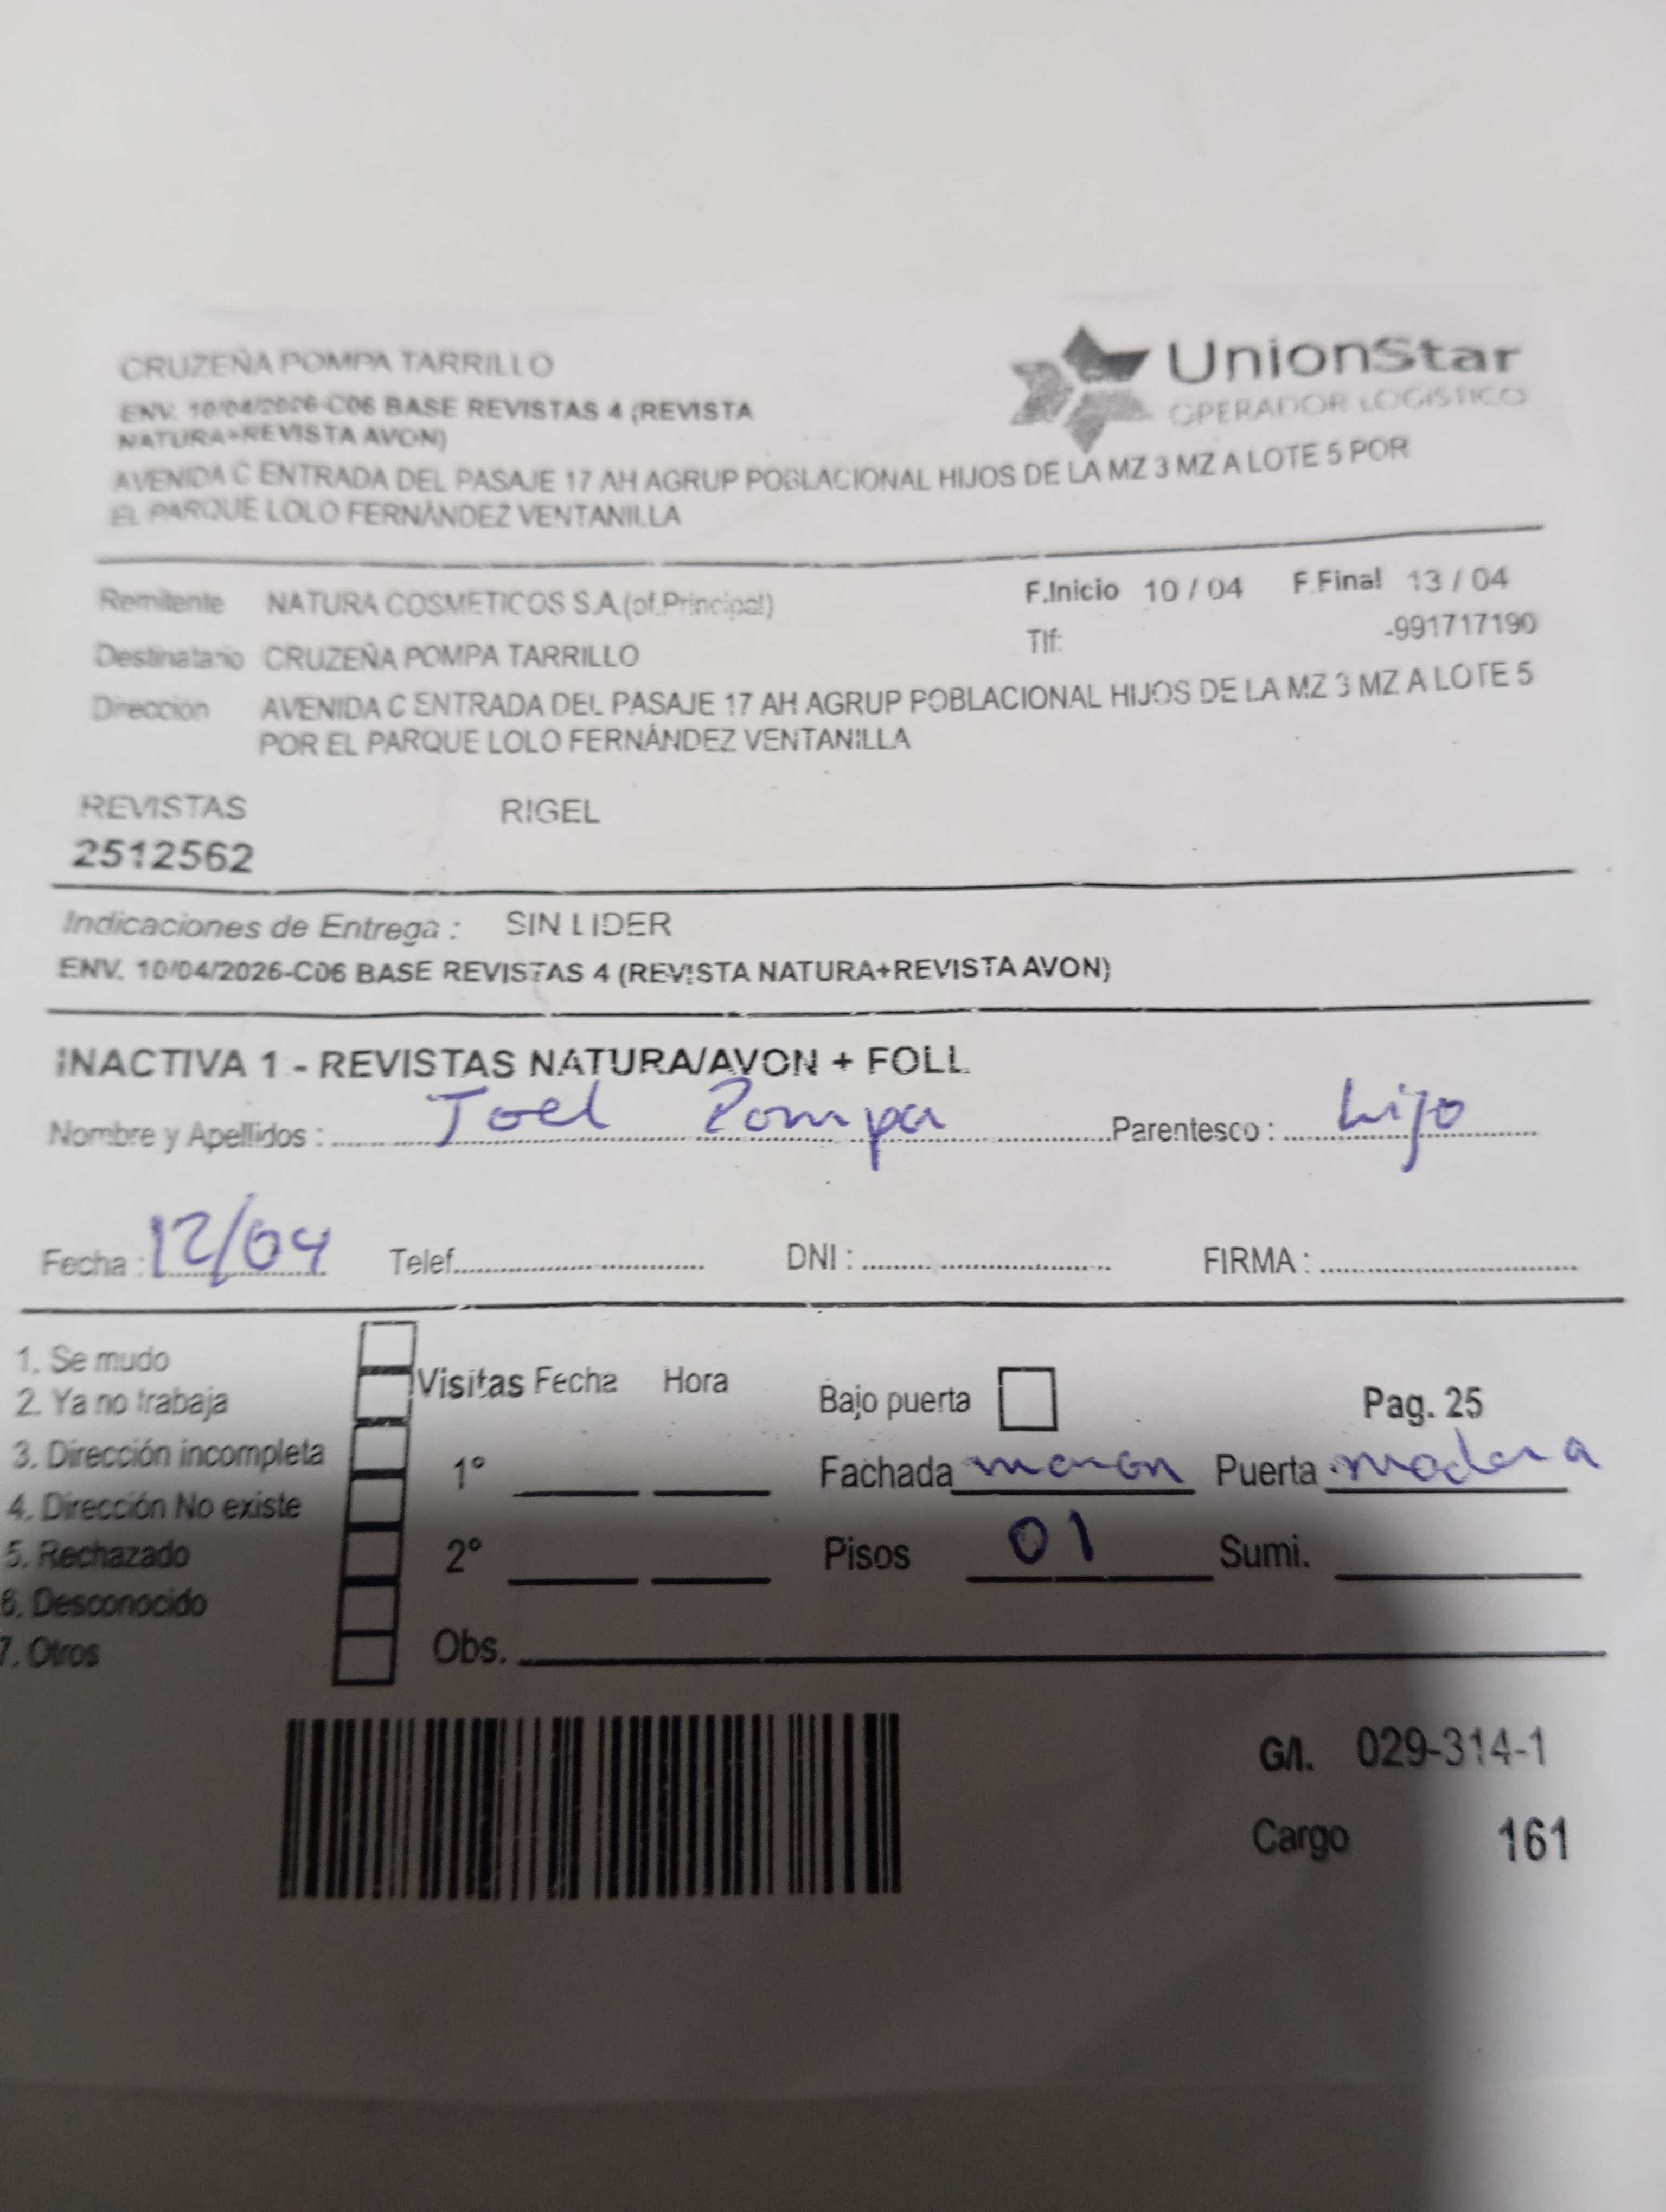 CRUZEÑA POMPA TARRILLO
UnionStar
ENV. 10/04/2026-C06 BASE REVISTAS 4 (REVISTA
OPERADOR LOGISTICO
NATURA+REVISTA AVON)
AVENIDA C ENTRADA DEL PASAJE 17 AH AGRUP POBLACIONAL HIJOS DE LA MZ 3 MZ A LOTE 5 POR
EL PARQUE LOLO FERNÁNDEZ VENTANILLA
Remitente NATURA COSMETICOS S.A.(of.Principal) F.Inicio 10 / 04 F.Final 13 / 04
Destinatario CRUZEÑA POMPA TARRILLO Tlf: -991717190
Dirección AVENIDA C ENTRADA DEL PASAJE 17 AH AGRUP POBLACIONAL HIJOS DE LA MZ 3 MZ A LOTE 5
POR EL PARQUE LOLO FERNÁNDEZ VENTANILLA
REVISTAS RIGEL
2512562
Indicaciones de Entrega : SIN LIDER
ENV. 10/04/2026-C06 BASE REVISTAS 4 (REVISTA NATURA+REVISTA AVON)
INACTIVA 1 - REVISTAS NATURA/AVON + FOLL
Nombre y Apellidos : Joel Pompa Parentesco : hijo
Fecha : 12/04 Telef. DNI : FIRMA :
1. Se mudo
2. Ya no trabaja
3. Dirección incompleta
4. Dirección No existe
5. Rechazado
6. Desconocido
7. Otros
Visitas Fecha Hora
1°
2°
Obs.
Bajo puerta Pag. 25
Fachada Puerta madera
Pisos 01 Sumi.
G/I. 029-314-1
Cargo 161